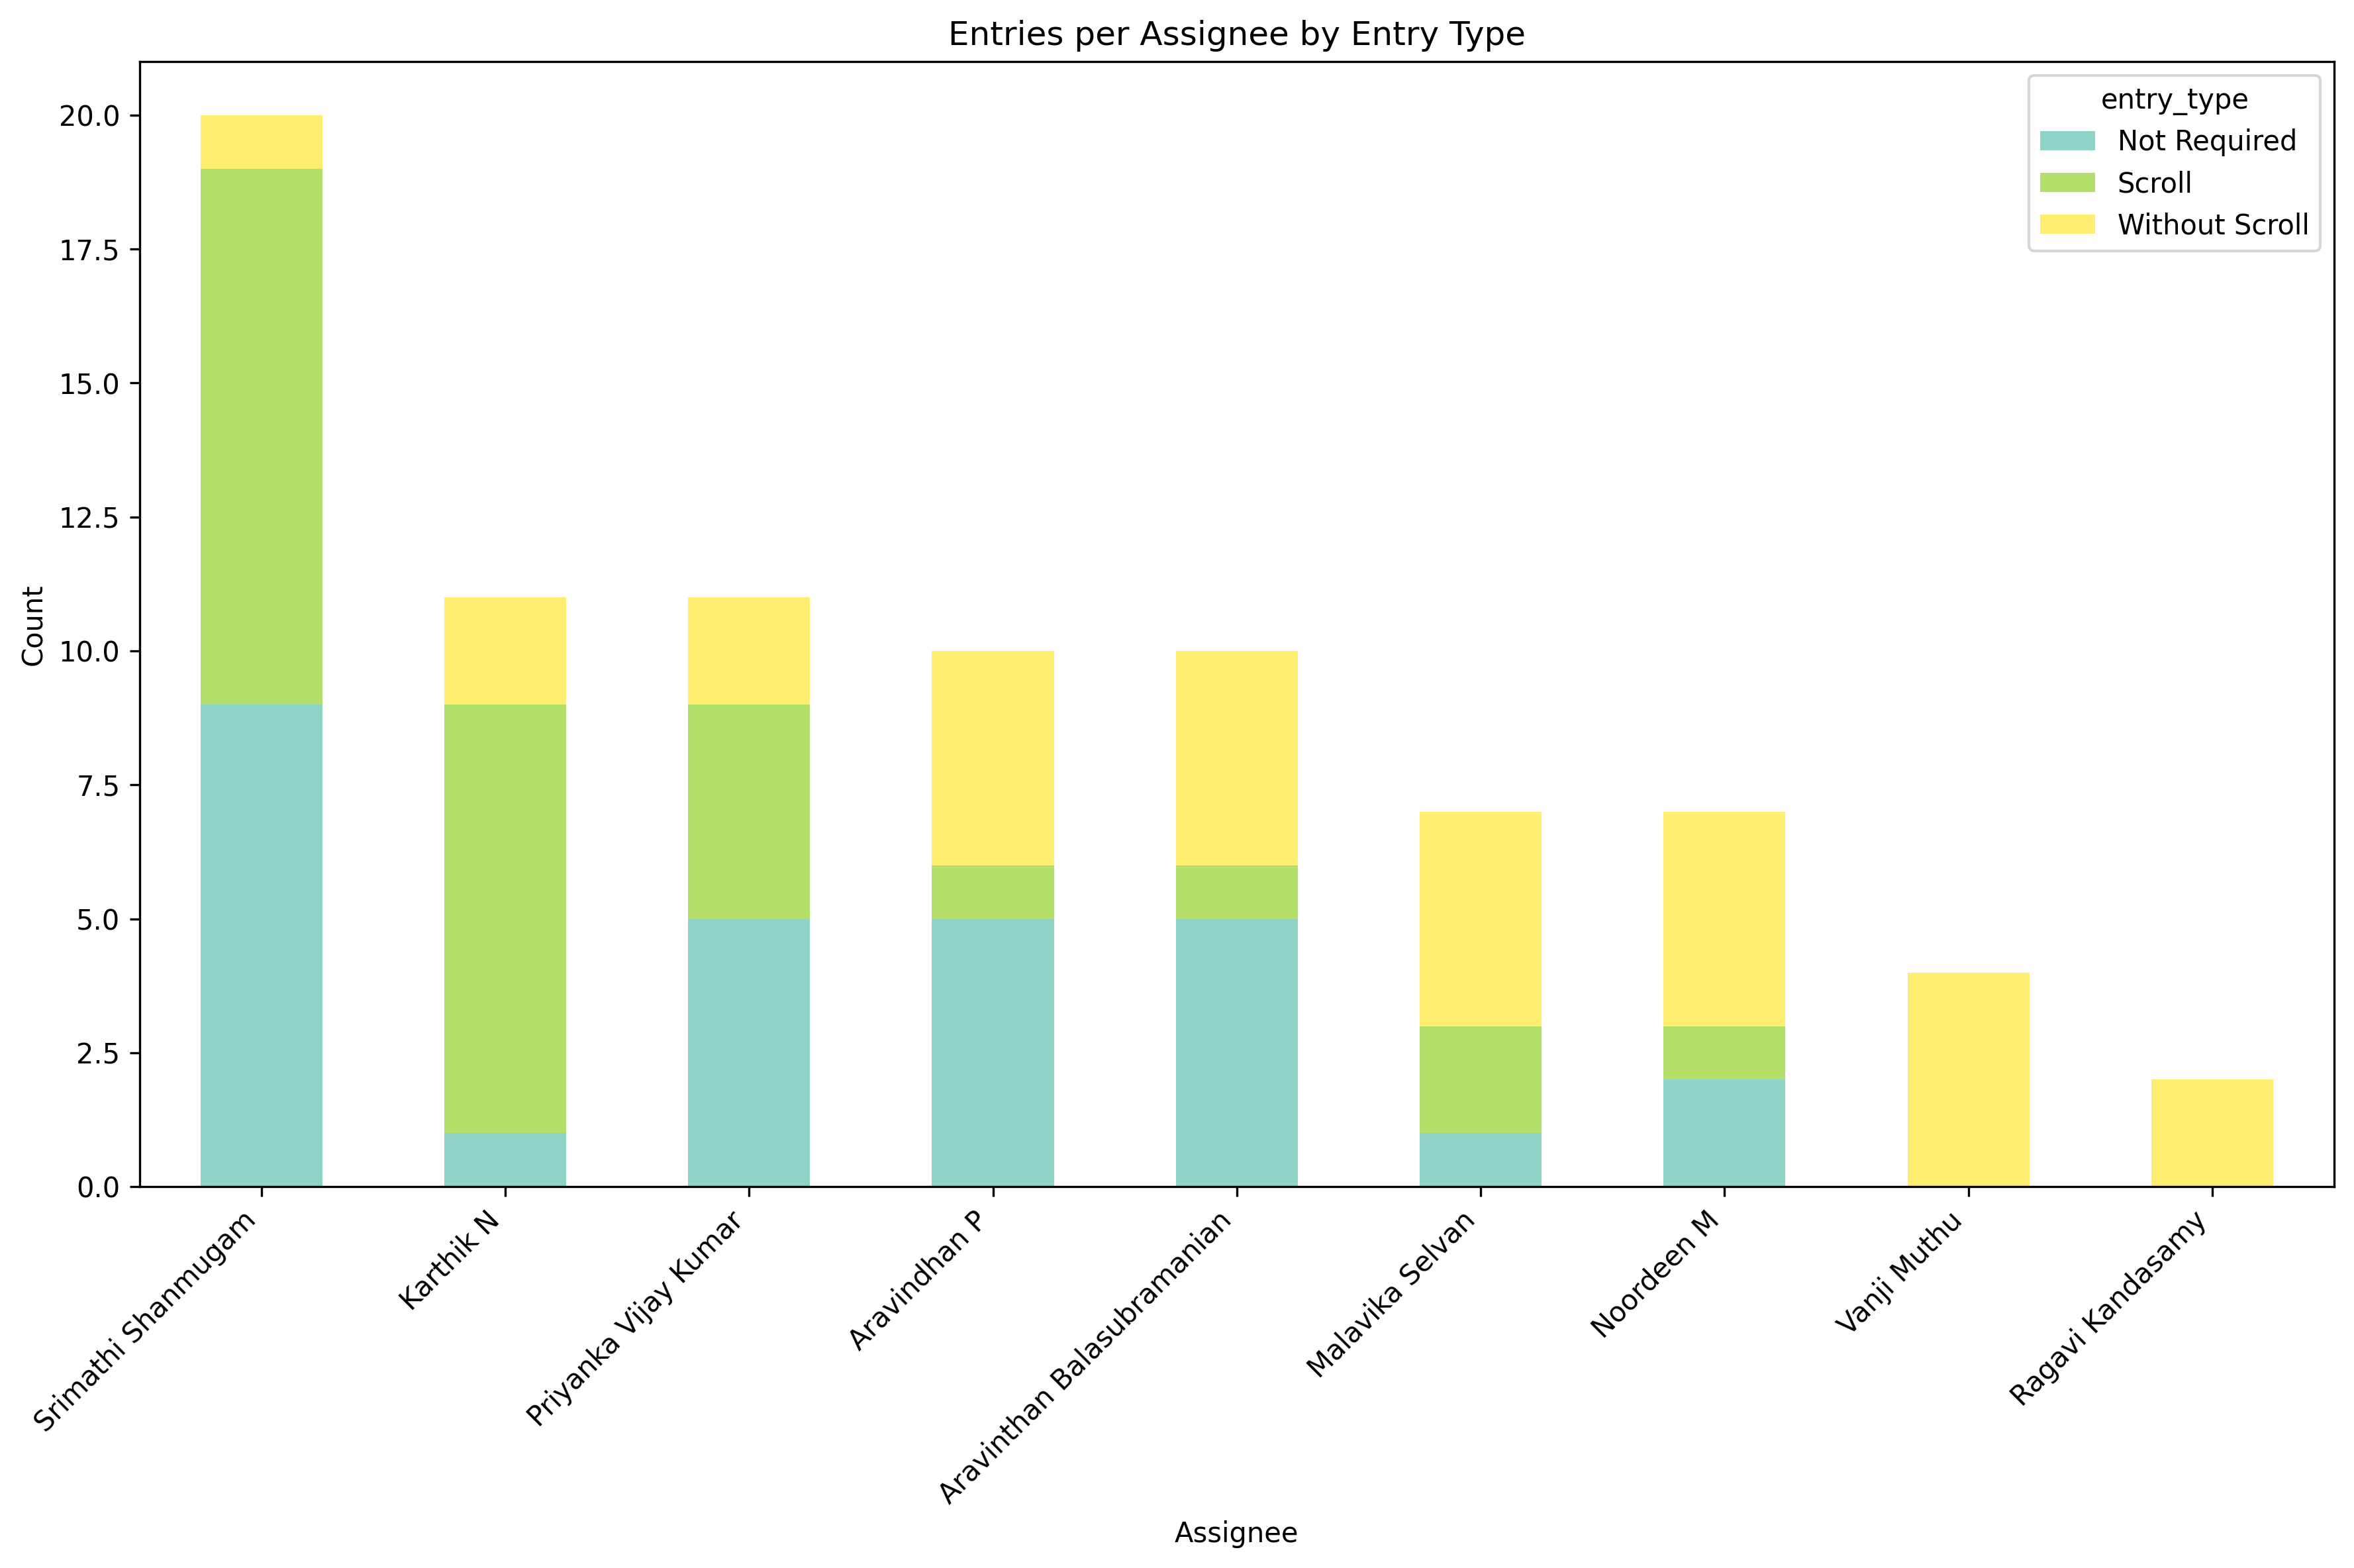 Entries per Assignee by Entry Type
entry_type
Not Required
Scroll
Without Scroll
Count
20.0
17.5
15.0
12.5
10.0
7.5
5.0
2.5
0.0
Srimathi Shanmugam
Karthik N
Priyanka Vijay Kumar
Aravindhan P
Aravinthan Balasubramanian
Malavika Selvan
Noordeen M
Vanji Muthu
Ragavi Kandasamy
Assignee